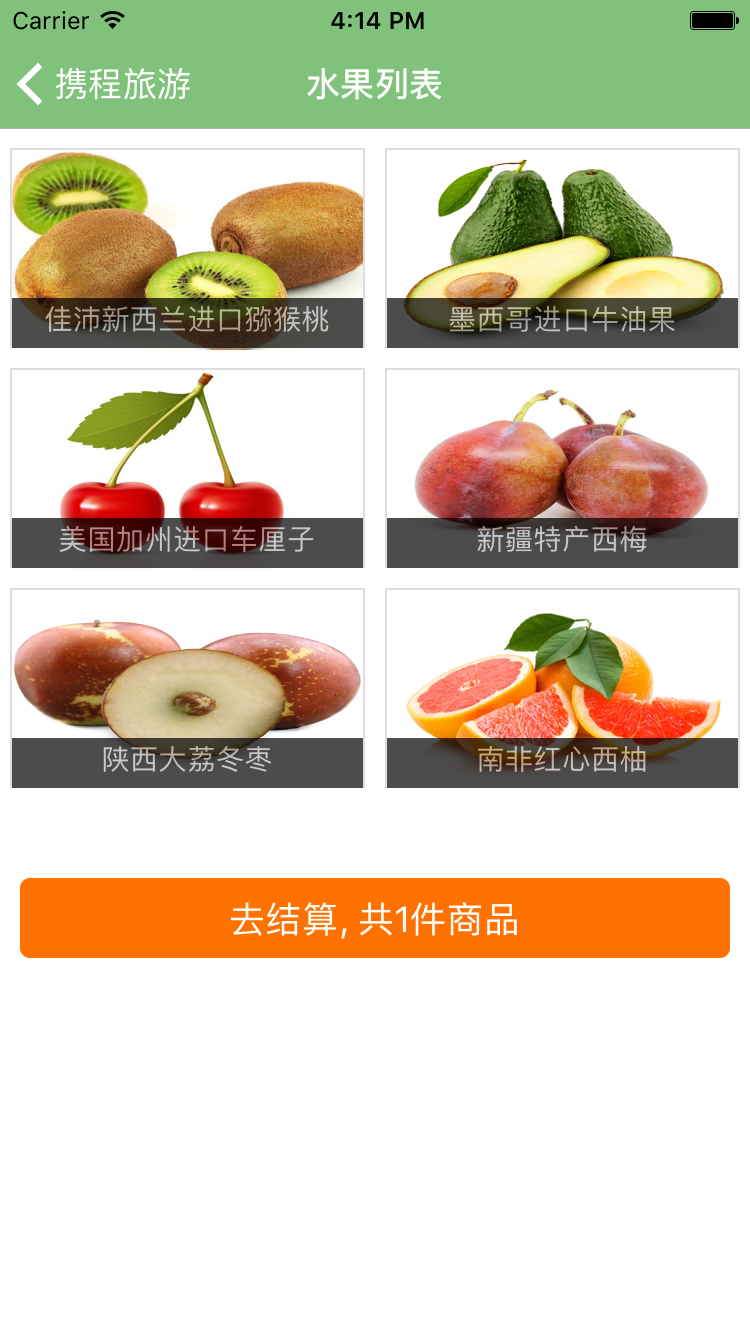 Carrier 4:14 PM
携程旅游 水果列表
佳沛新西兰进口猕猴桃
墨西哥进口牛油果
美国加州进口车厘子
新疆特产西梅
陕西大荔冬枣
南非红心西柚
去结算, 共1件商品